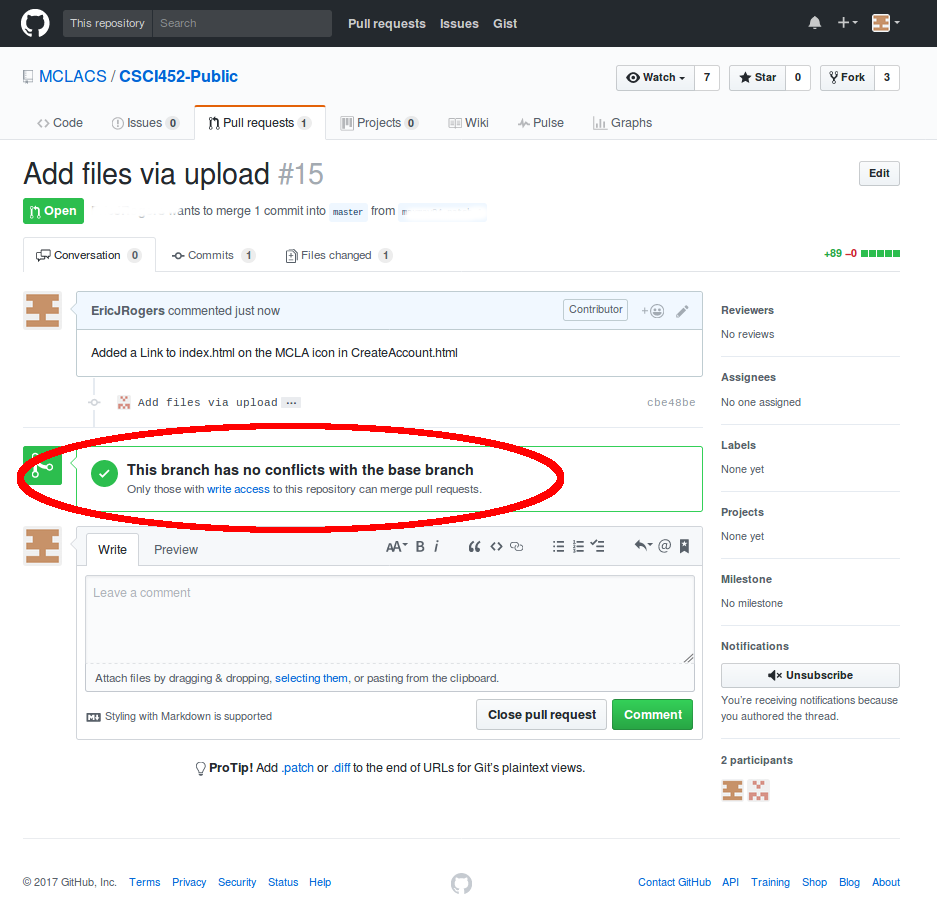 This repository Search Pull requests Issues Gist
MCLACS / CSCI452-Public Watch 7 Star 0 Fork 3
Code Issues 0 Pull requests 1 Projects 0 Wiki Pulse Graphs
Add files via upload #15 Edit
Open wants to merge 1 commit into master from
Conversation 0 Commits 1 Files changed 1 +89 −0
EricJRogers commented just now Contributor
Added a Link to index.html on the MCLA icon in CreateAccount.html
Add files via upload … cbe48be
This branch has no conflicts with the base branch
Only those with write access to this repository can merge pull requests.
Write Preview AA B i
Leave a comment
Attach files by dragging & dropping, selecting them, or pasting from the clipboard.
Styling with Markdown is supported Close pull request Comment
ProTip! Add .patch or .diff to the end of URLs for Git's plaintext views.
Reviewers
No reviews
Assignees
No one assigned
Labels
None yet
Projects
None yet
Milestone
No milestone
Notifications
Unsubscribe
You're receiving notifications because
you authored the thread.
2 participants
© 2017 GitHub, Inc. Terms Privacy Security Status Help Contact GitHub API Training Shop Blog About